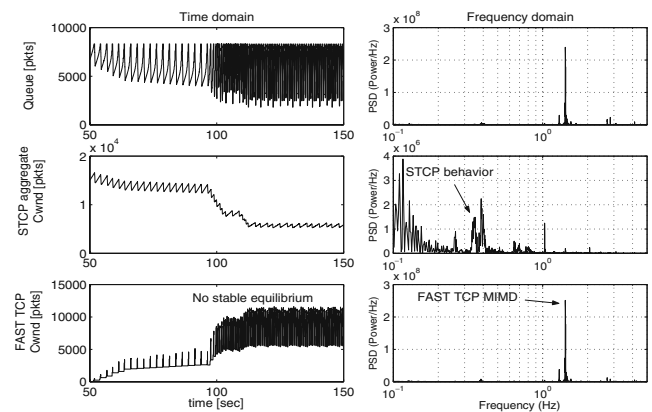 Time domain
Frequency domain
Queue [pkts]
10000
5000
0
50
100
150
x 10^8
PSD (Power/Hz)
3
2
1
0
10^-1
10^0
x 10^4
STCP aggregate
Cwnd [pkts]
2
1
0
50
100
150
x 10^6
PSD (Power/Hz)
4
3
2
1
0
STCP behavior
10^-1
10^0
FAST TCP
Cwnd [pkts]
15000
10000
5000
0
No stable equilibrium
50
100
150
time [sec]
x 10^8
PSD (Power/Hz)
3
2
1
0
FAST TCP MIMD
10^-1
10^0
Frequency (Hz)